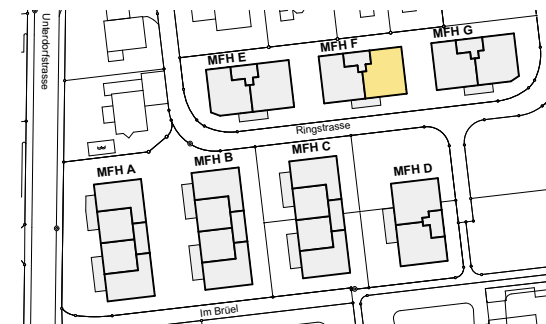 Unterdorfstrasse
MFH E
MFH F
MFH G
Ringstrasse
MFH A
MFH B
MFH C
MFH D
Im Brüel